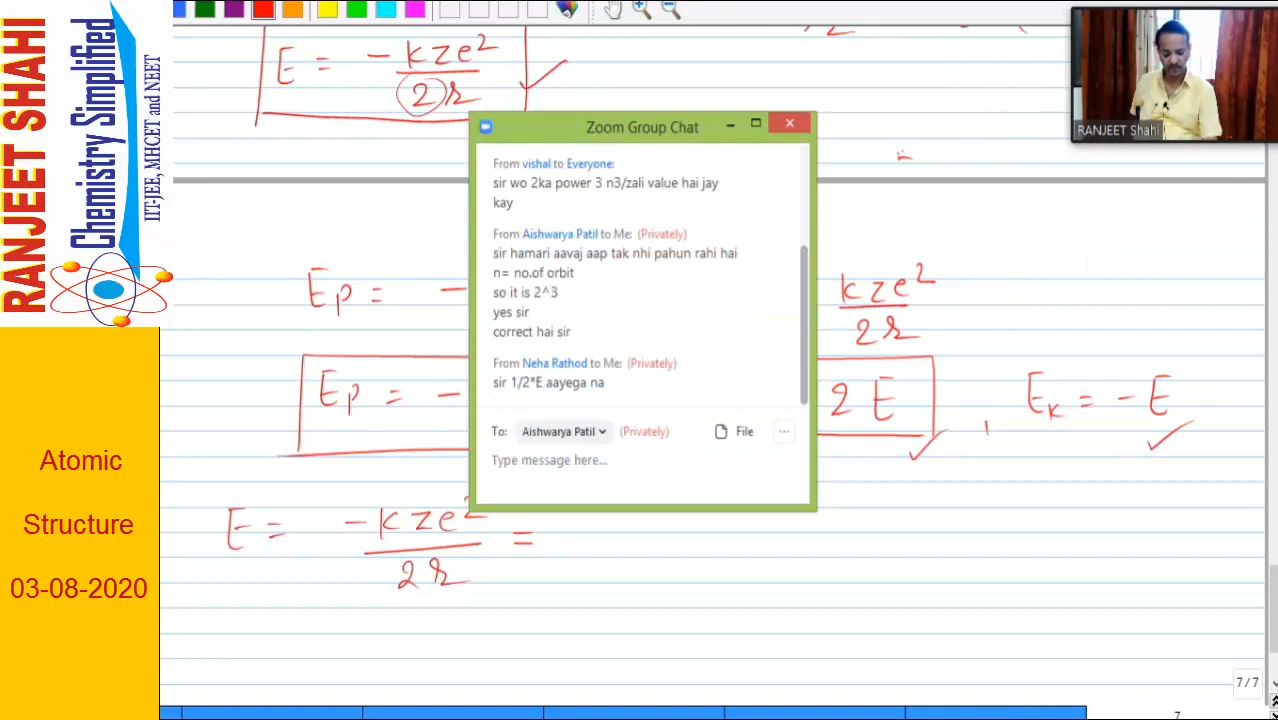 RANJEET SHAHI
Chemistry Simplified
IIT-JEE, MHCET and NEET
Atomic
Structure
03-08-2020
E = -kze²
2r
RANJEET Shahi
Zoom Group Chat
From vishal to Everyone:
sir wo 2ka power 3 n3/zali value hai jay
kay
From Aishwarya Patil to Me: (Privately)
sir hamari aavaj aap tak nhi pahun rahi hai
n= no.of orbit
so it is 2^3
yes sir
correct hai sir
From Neha Rathod to Me: (Privately)
sir 1/2*E aayega na
To: Aishwarya Patil (Privately) File ...
Type message here...
Ep = - kze²
2r
Ep = - 2 E , Ek = - E
E = -kze² =
2r
7/7
7